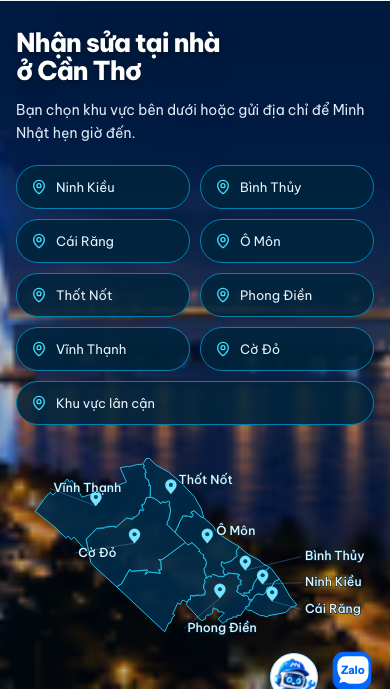 Nhận sửa tại nhà
ở Cần Thơ
Bạn chọn khu vực bên dưới hoặc gửi địa chỉ để Minh
Nhật hẹn giờ đến.
Ninh Kiều
Bình Thủy
Cái Răng
Ô Môn
Thốt Nốt
Phong Điền
Vĩnh Thạnh
Cờ Đỏ
Khu vực lân cận
Thốt Nốt
Vĩnh Thạnh
Ô Môn
Cờ Đỏ
Bình Thủy
Ninh Kiều
Cái Răng
Phong Điền
Zalo